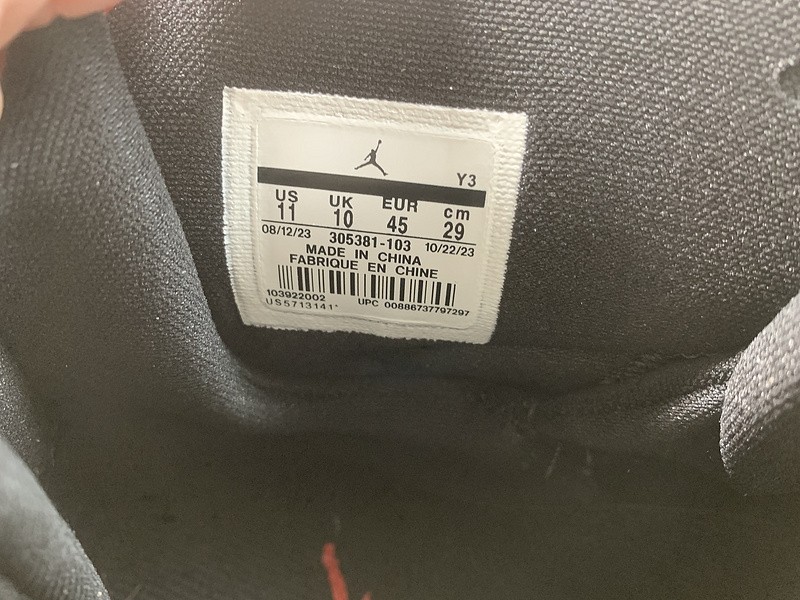 Y3
US UK EUR cm
11 10 45 29
08/12/23 305381-103 10/22/23
MADE IN CHINA
FABRIQUE EN CHINE
103922002
US5713141* UPC 00886737797297